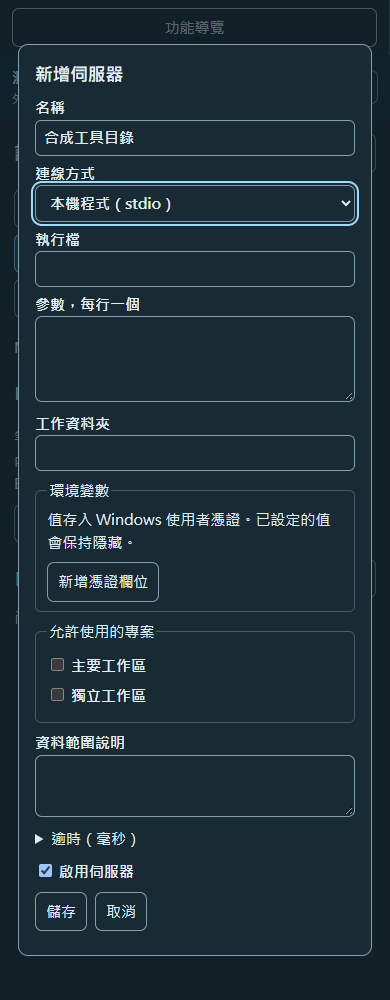 功能導覽
新增伺服器
名稱
合成工具目錄
連線方式
本機程式（stdio）
執行檔
參數，每行一個
工作資料夾
環境變數
值存入 Windows 使用者憑證。已設定的值
會保持隱藏。
新增憑證欄位
允許使用的專案
主要工作區
獨立工作區
資料範圍說明
逾時（毫秒）
啟用伺服器
儲存
取消